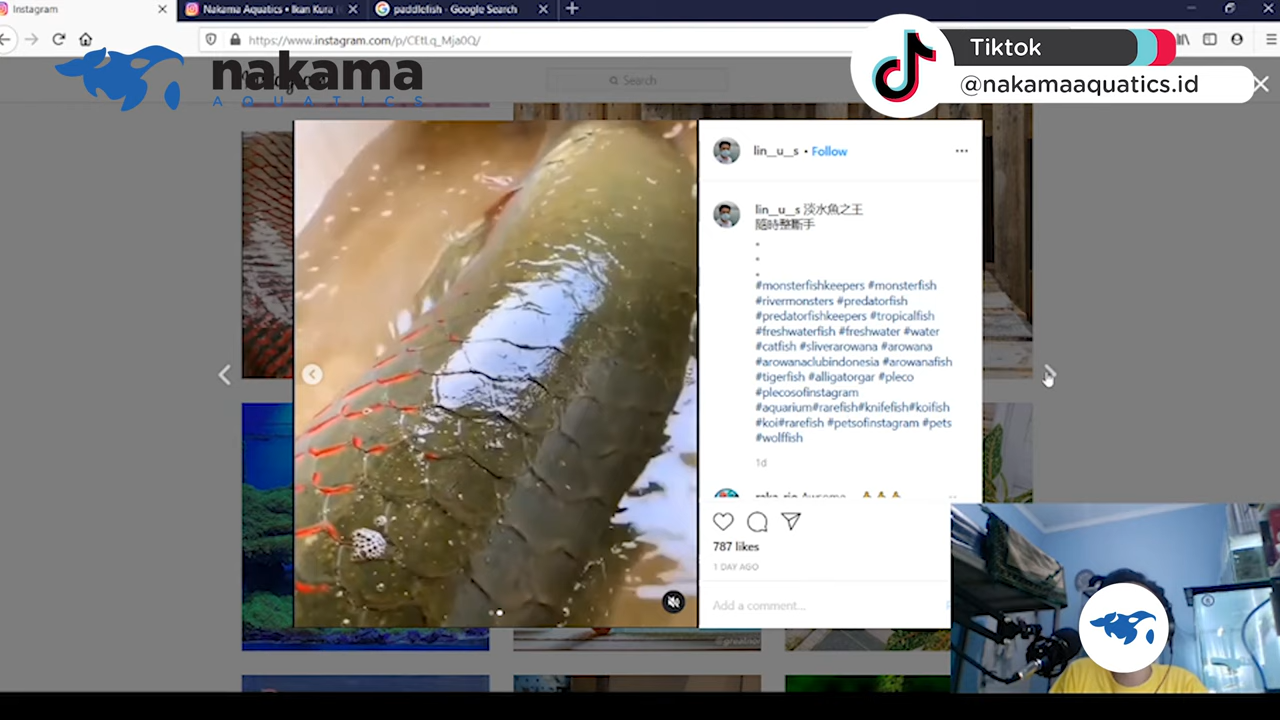 Instagram
Nakama Aquatics • Ikan Kura
paddlefish - Google Search
https://www.instagram.com/p/CEtLq_Mja0Q/
nakama
AQUATICS
Search
Tiktok
@nakamaaquatics.id
lin__u__s • Follow
lin__u__s 淡水魚之王
隨時整斷手
.
.
.
#monsterfishkeepers #monsterfish
#rivermonsters #predatorfish
#predatorfishkeepers #tropicalfish
#freshwaterfish #freshwater #water
#catfish #sliverarowana #arowana
#arowanaclubindonesia #arowanafish
#tigerfish #alligatorgar #pleco
#plecosofinstagram
#aquarium#rarefish#knifefish#koifish
#koi#rarefish #petsofinstagram #pets
#wolffish
1d
787 likes
1 DAY AGO
Add a comment...